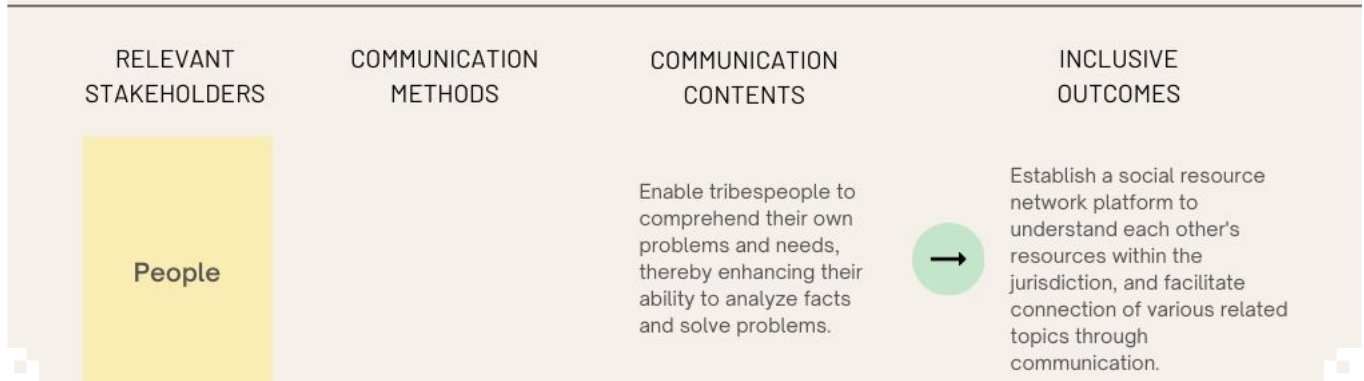 RELEVANT
STAKEHOLDERS
COMMUNICATION
METHODS
COMMUNICATION
CONTENTS
INCLUSIVE
OUTCOMES
People
Enable tribespeople to
comprehend their own
problems and needs,
thereby enhancing their
ability to analyze facts
and solve problems.
Establish a social resource
network platform to
understand each other's
resources within the
jurisdiction, and facilitate
connection of various related
topics through
communication.